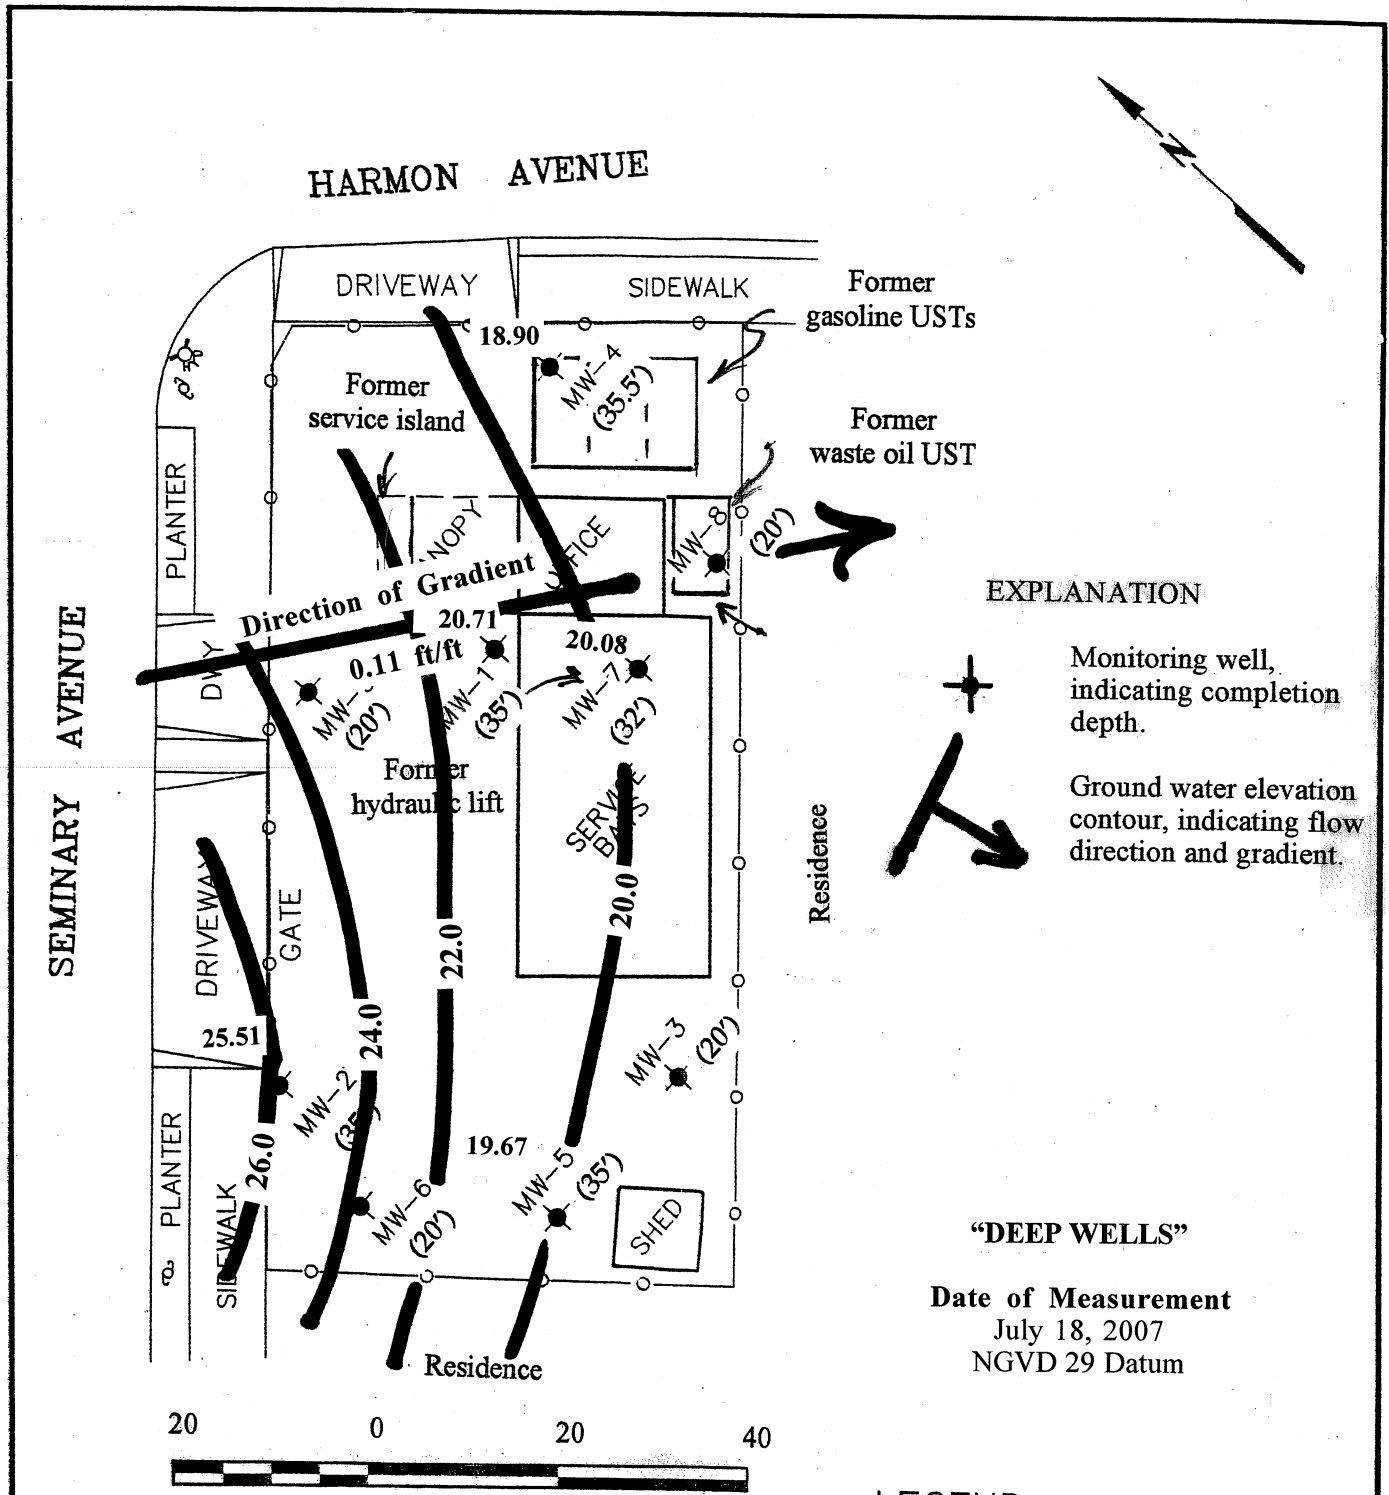 HARMON AVENUE
N
DRIVEWAY
SIDEWALK
Former
gasoline USTs
18.90
MW-4
(35.5')
Former
service island
Former
waste oil UST
PLANTER
MW-8
(20')
Direction of Gradient
20.71
0.11 ft/ft
20.08
DWY
(20')
MW-1
(35')
MW-7
(32')
Former
hydraulic lift
SEMINARY AVENUE
SERVICE
BAYS
EXPLANATION
Monitoring well,
indicating completion
depth.
Ground water elevation
contour, indicating flow
direction and gradient.
Residence
DRIVEWAY
GATE
20.0
22.0
24.0
25.51
MW-2
MW-3
(20')
26.0
19.67
MW-5
(35')
MW-6
(20')
PLANTER
SIDEWALK
SHED
"DEEP WELLS"
Date of Measurement
July 18, 2007
NGVD 29 Datum
Residence
20 0 20 40